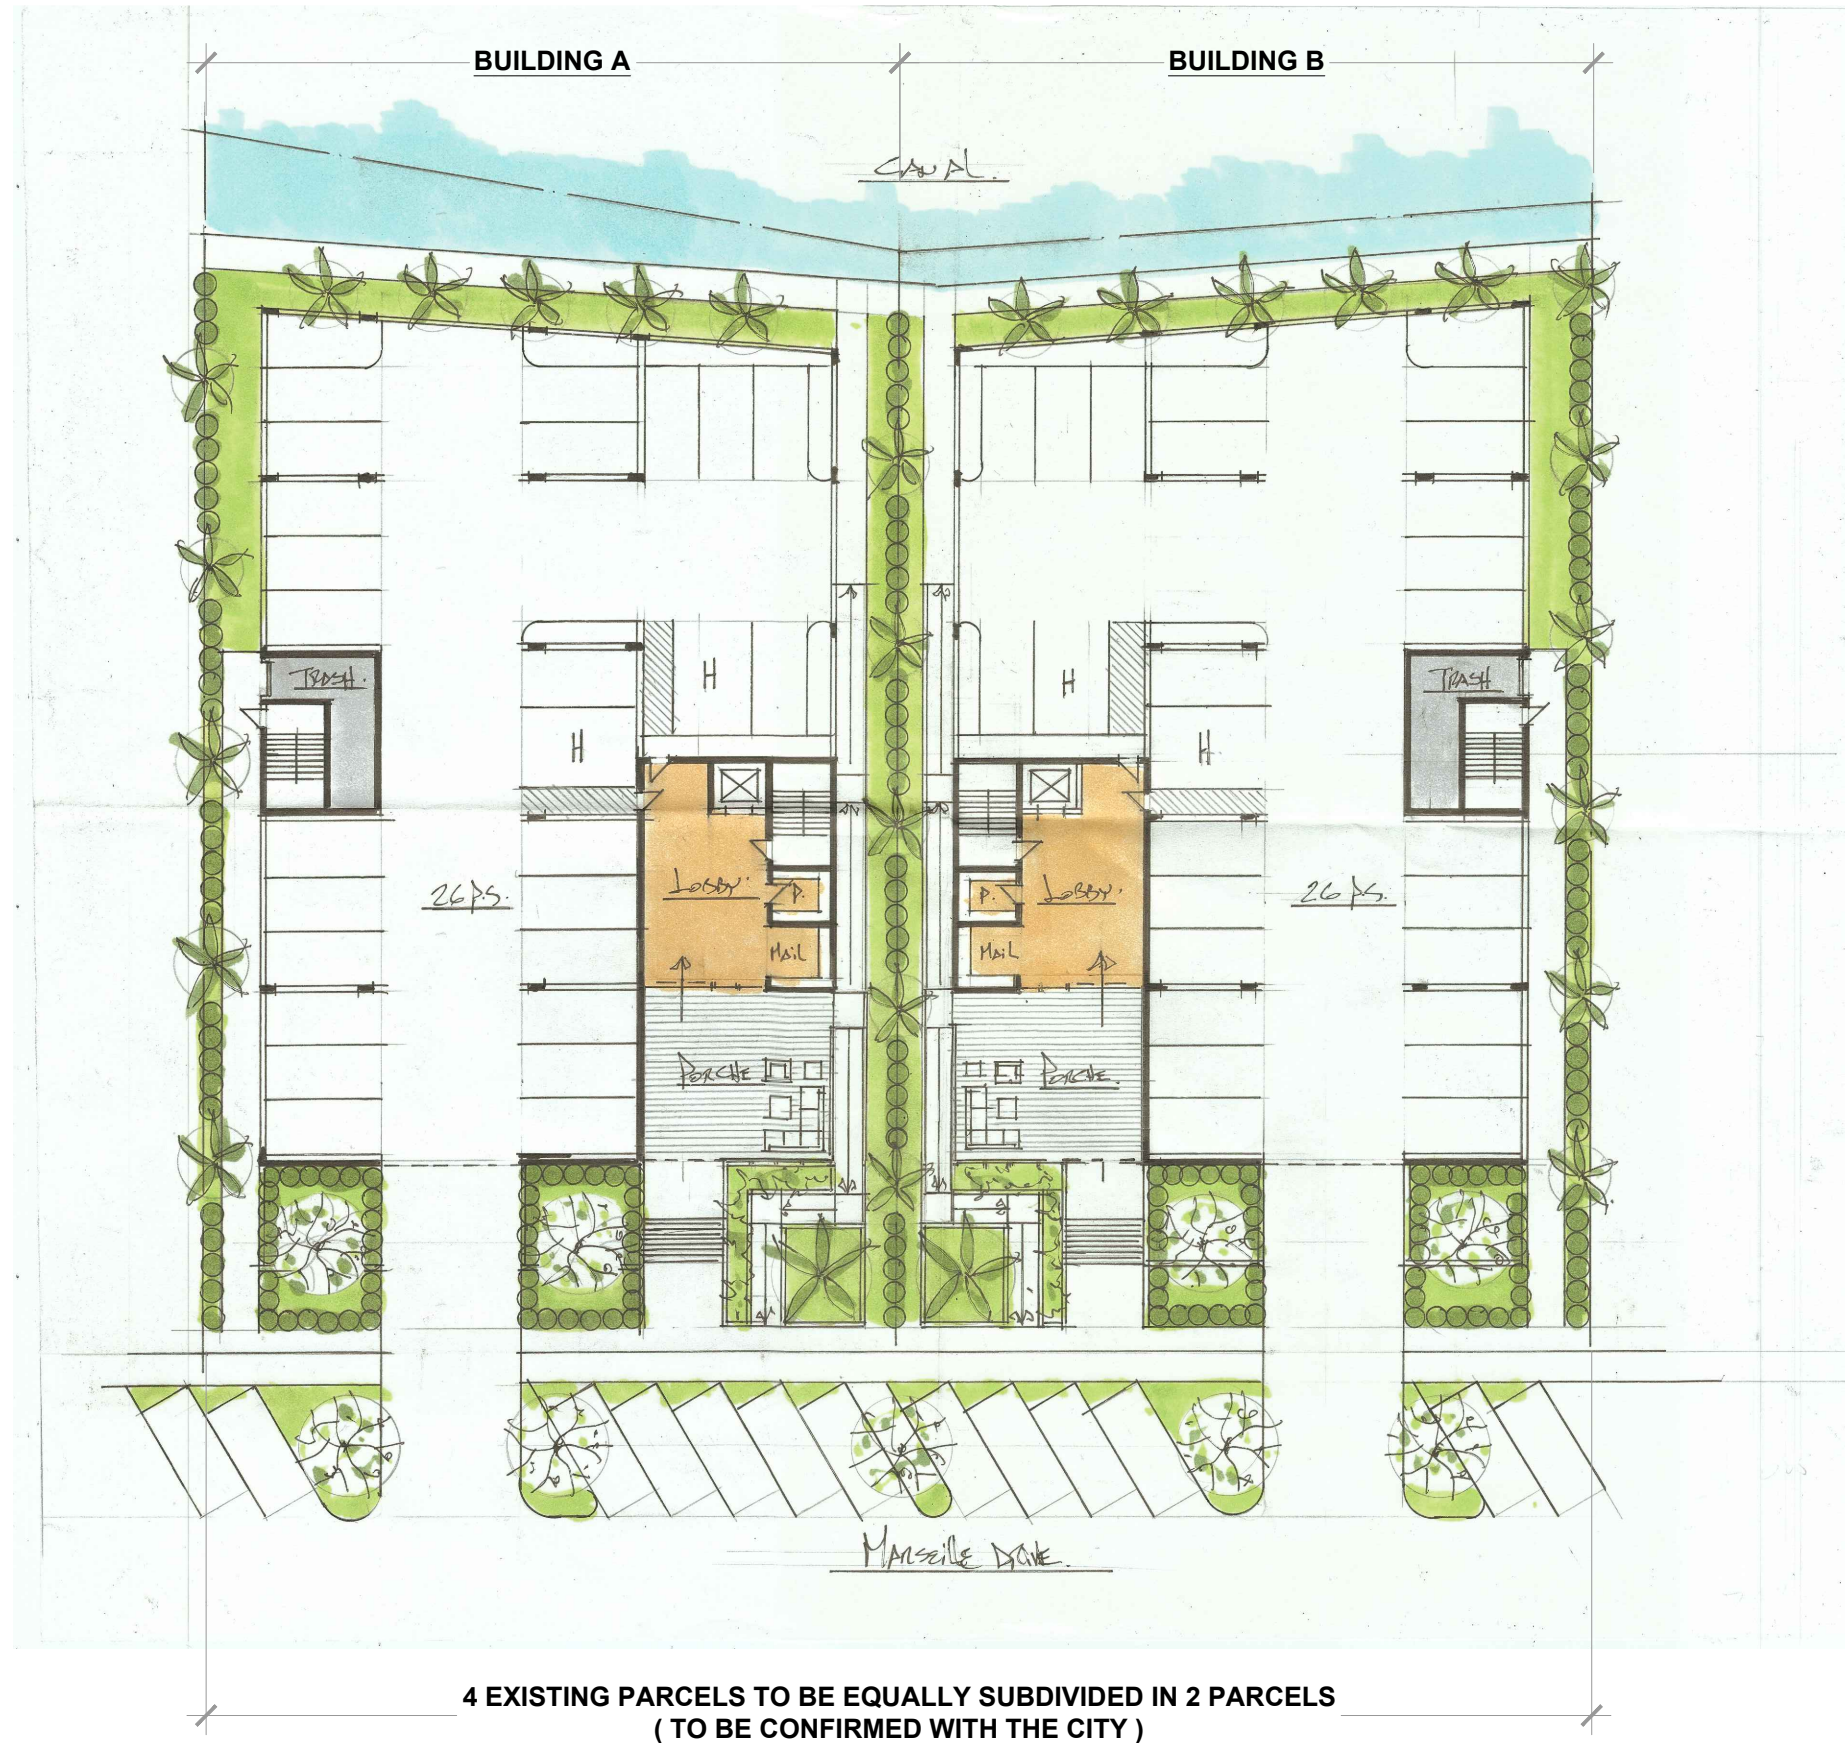 BUILDING A
BUILDING B
CANAL.
TRASH.
TRASH
H
H
H
H
26 P.S.
LOBBY.
P.
P.
LOBBY.
26 P.S.
MAIL
MAIL
PORCHE
PORCHE.
MARSEILLE DRIVE.
4 EXISTING PARCELS TO BE EQUALLY SUBDIVIDED IN 2 PARCELS
( TO BE CONFIRMED WITH THE CITY )